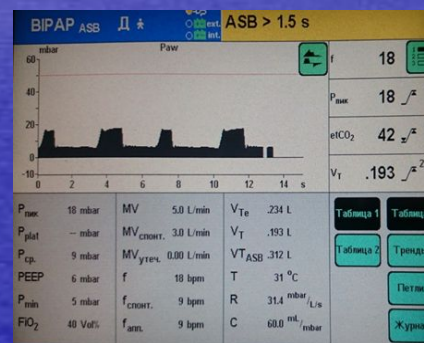 BIPAP ASB Д ext. int. ASB > 1.5 s
mbar Paw
60
40
20
0
-10
0 2 4 6 8 10 12 14 s
f 18
Pпик 18
etCO2 42
VT .193
Pпик 18 mbar MV 5.0 L/min VTe .234 L
Pplat -- mbar MVспонт. 3.0 L/min VT .193 L
Pср. 9 mbar MVутеч. 0.00 L/min VTASB .312 L
PEEP 6 mbar f 18 bpm T 31 °C
Pmin 5 mbar fспонт. 9 bpm R 31.4 mbar/L/s
FiO2 40 Vol% fапп. 9 bpm C 60.0 mL/mbar
Таблица 1
Таблица 2